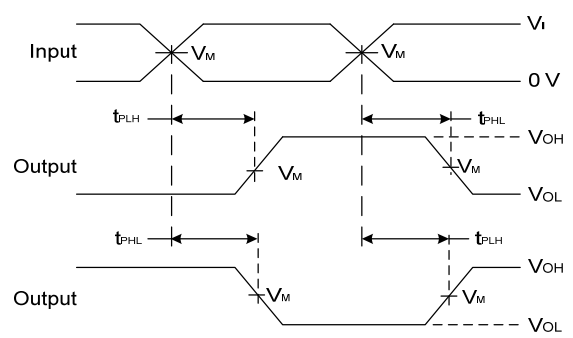 VI
Input VM VM
0 V
tPLH tPHL
VOH
Output VM VM
VOL
tPHL tPLH
VOH
Output VM VM
VOL